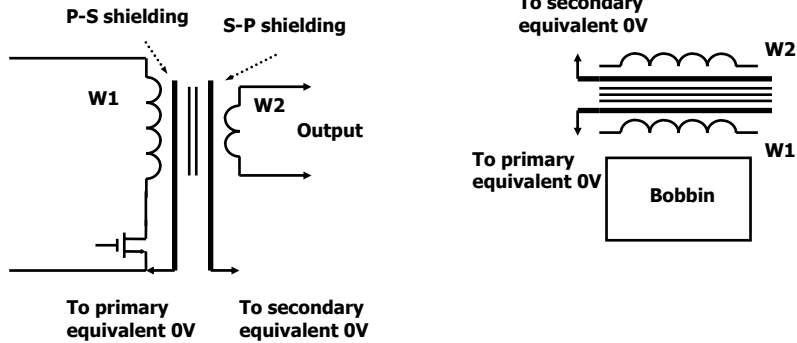 P-S shielding
S-P shielding
W1
W2
Output
To primary
equivalent 0V
To secondary
equivalent 0V
To secondary
equivalent 0V
W2
W1
To primary
equivalent 0V
Bobbin